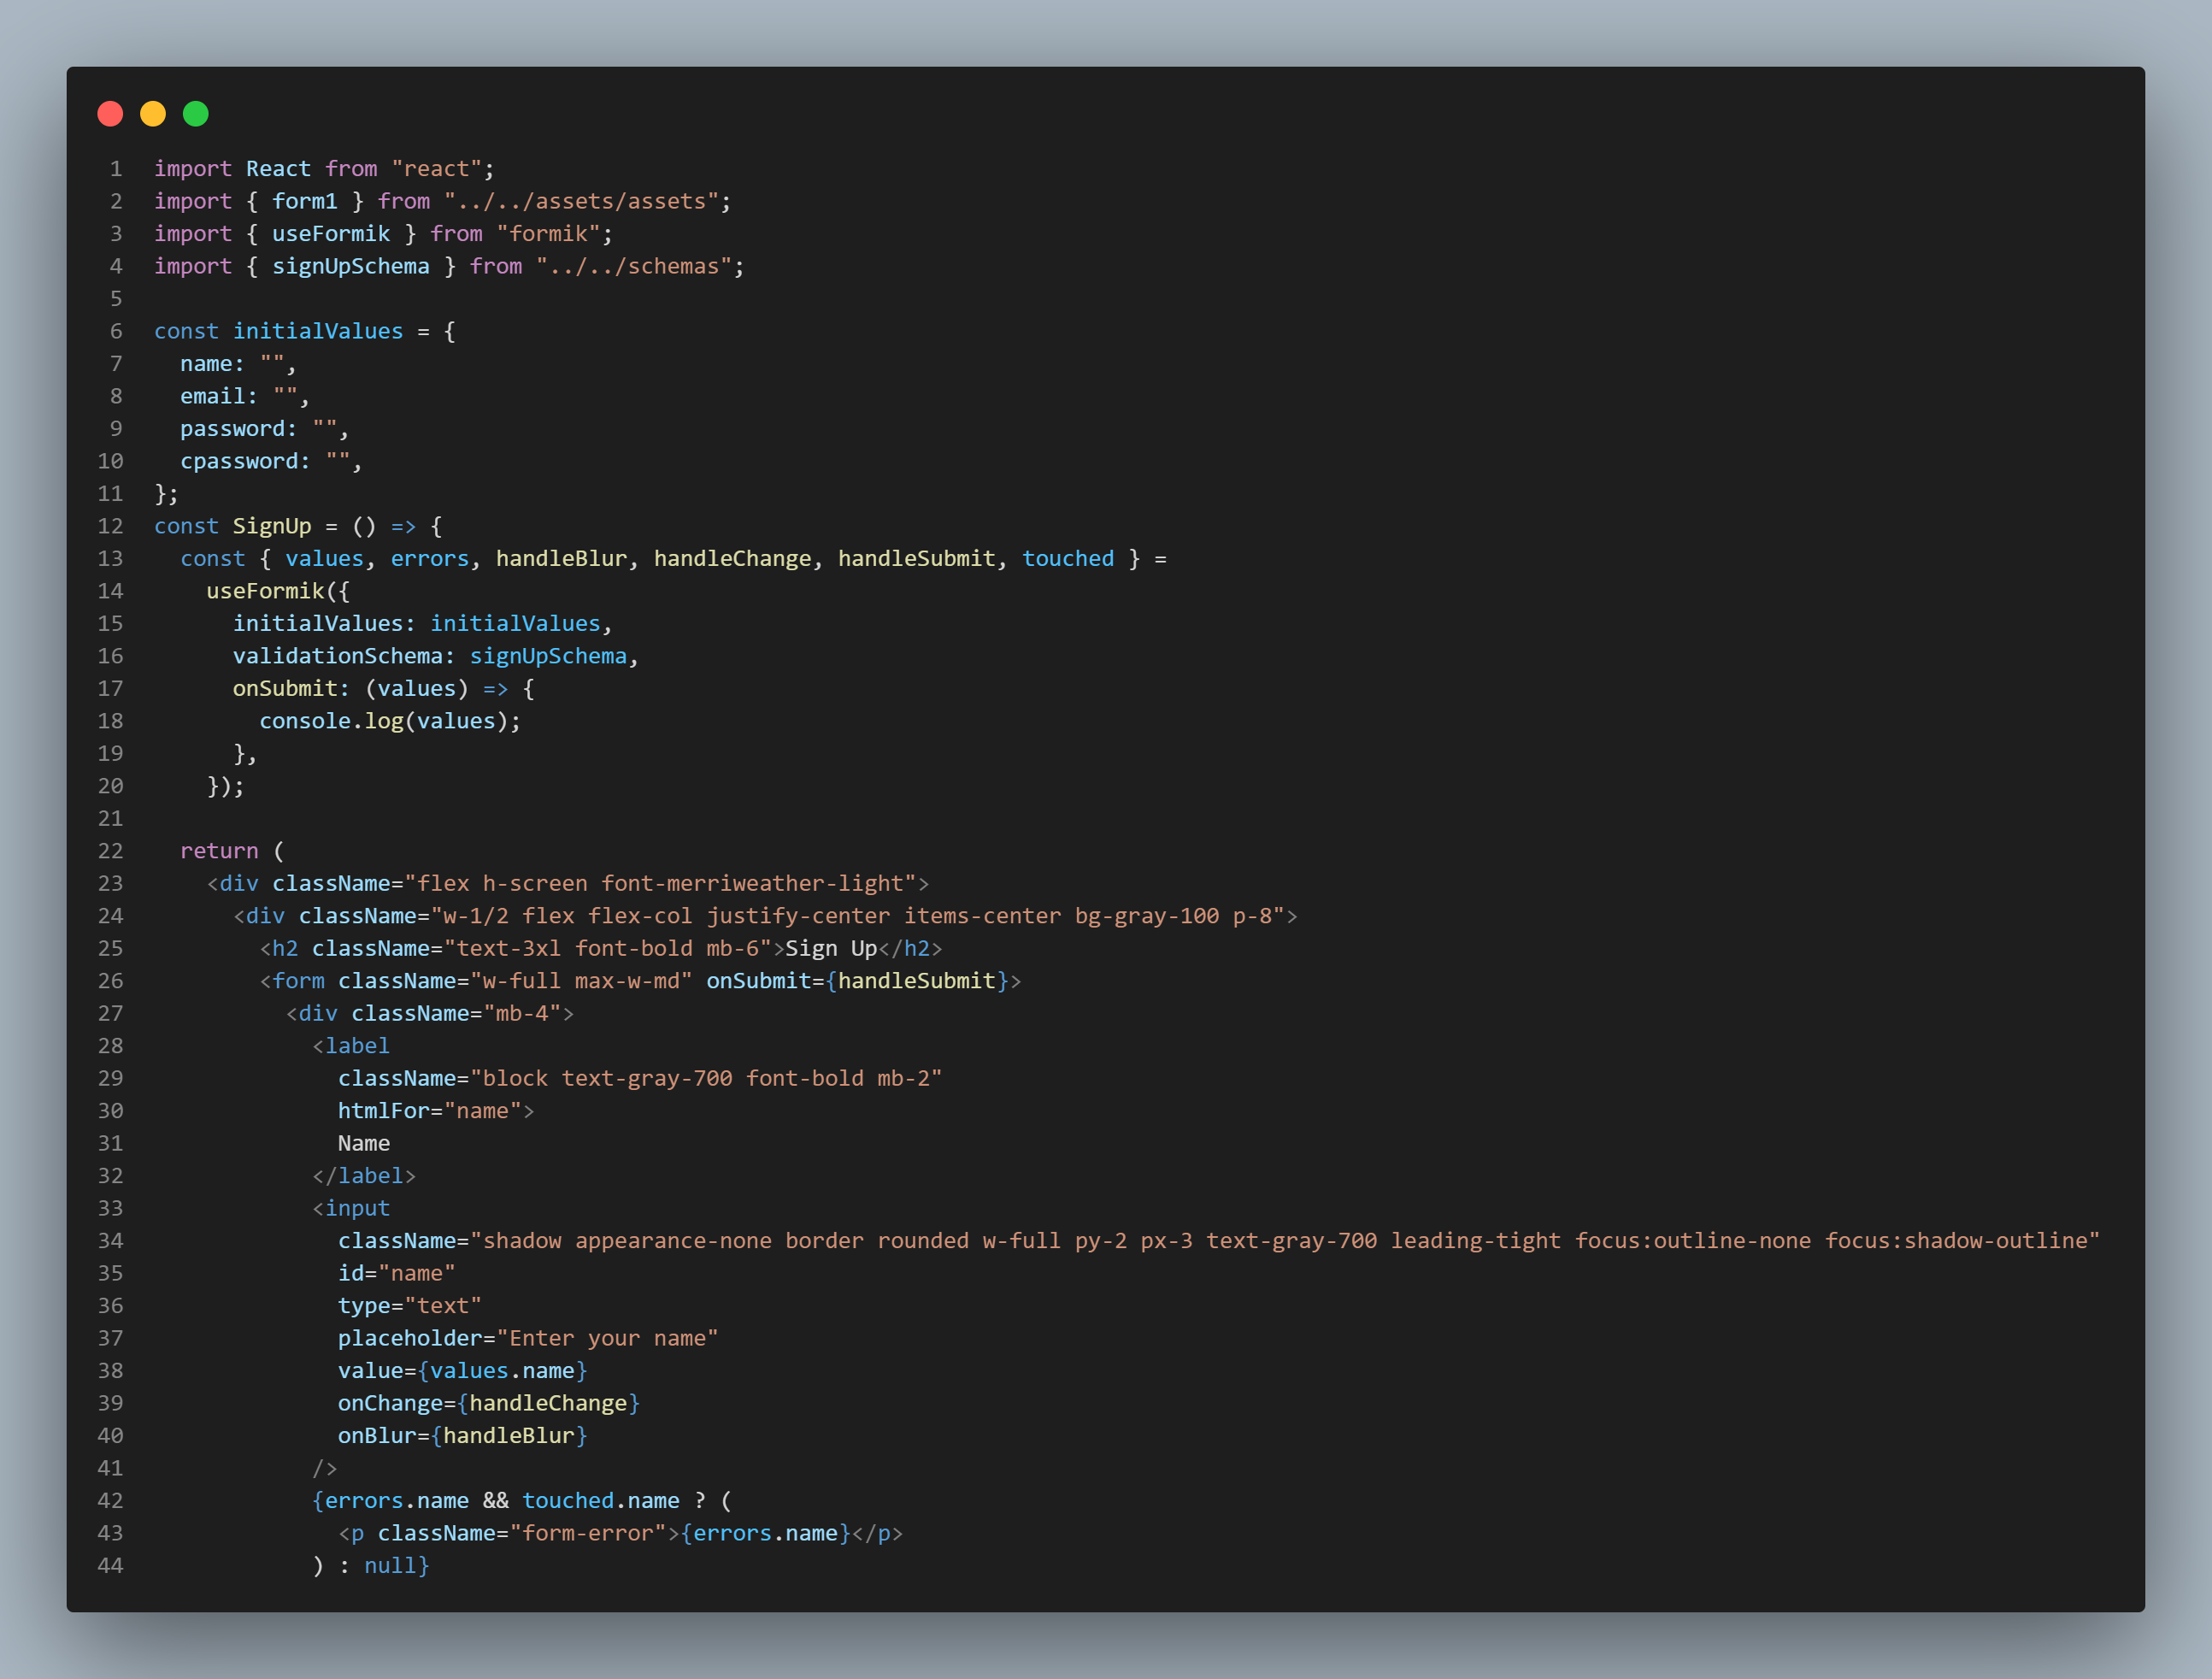 1 import React from "react";
2 import { form1 } from "../../assets/assets";
3 import { useFormik } from "formik";
4 import { signUpSchema } from "../../schemas";
5
6 const initialValues = {
7   name: "",
8   email: "",
9   password: "",
10   cpassword: "",
11 };
12 const SignUp = () => {
13   const { values, errors, handleBlur, handleChange, handleSubmit, touched } =
14     useFormik({
15       initialValues: initialValues,
16       validationSchema: signUpSchema,
17       onSubmit: (values) => {
18         console.log(values);
19       },
20     });
21
22   return (
23     <div className="flex h-screen font-merriweather-light">
24       <div className="w-1/2 flex flex-col justify-center items-center bg-gray-100 p-8">
25         <h2 className="text-3xl font-bold mb-6">Sign Up</h2>
26         <form className="w-full max-w-md" onSubmit={handleSubmit}>
27           <div className="mb-4">
28             <label
29               className="block text-gray-700 font-bold mb-2"
30               htmlFor="name">
31               Name
32             </label>
33             <input
34               className="shadow appearance-none border rounded w-full py-2 px-3 text-gray-700 leading-tight focus:outline-none focus:shadow-outline"
35               id="name"
36               type="text"
37               placeholder="Enter your name"
38               value={values.name}
39               onChange={handleChange}
40               onBlur={handleBlur}
41             />
42             {errors.name && touched.name ? (
43               <p className="form-error">{errors.name}</p>
44             ) : null}